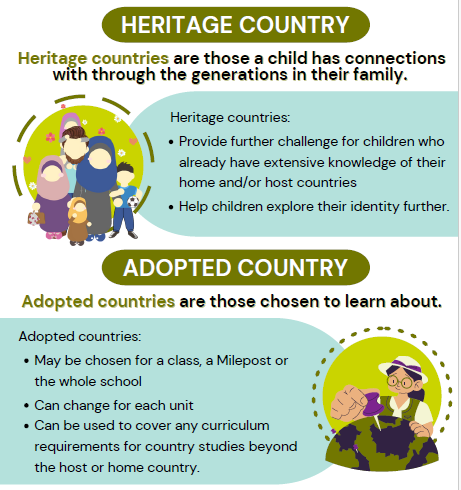 HERITAGE COUNTRY
Heritage countries are those a child has connections
with through the generations in their family.
Heritage countries:
• Provide further challenge for children who
already have extensive knowledge of their
home and/or host countries
• Help children explore their identity further.
ADOPTED COUNTRY
Adopted countries are those chosen to learn about.
Adopted countries:
• May be chosen for a class, a Milepost or
the whole school
• Can change for each unit
• Can be used to cover any curriculum
requirements for country studies beyond
the host or home country.